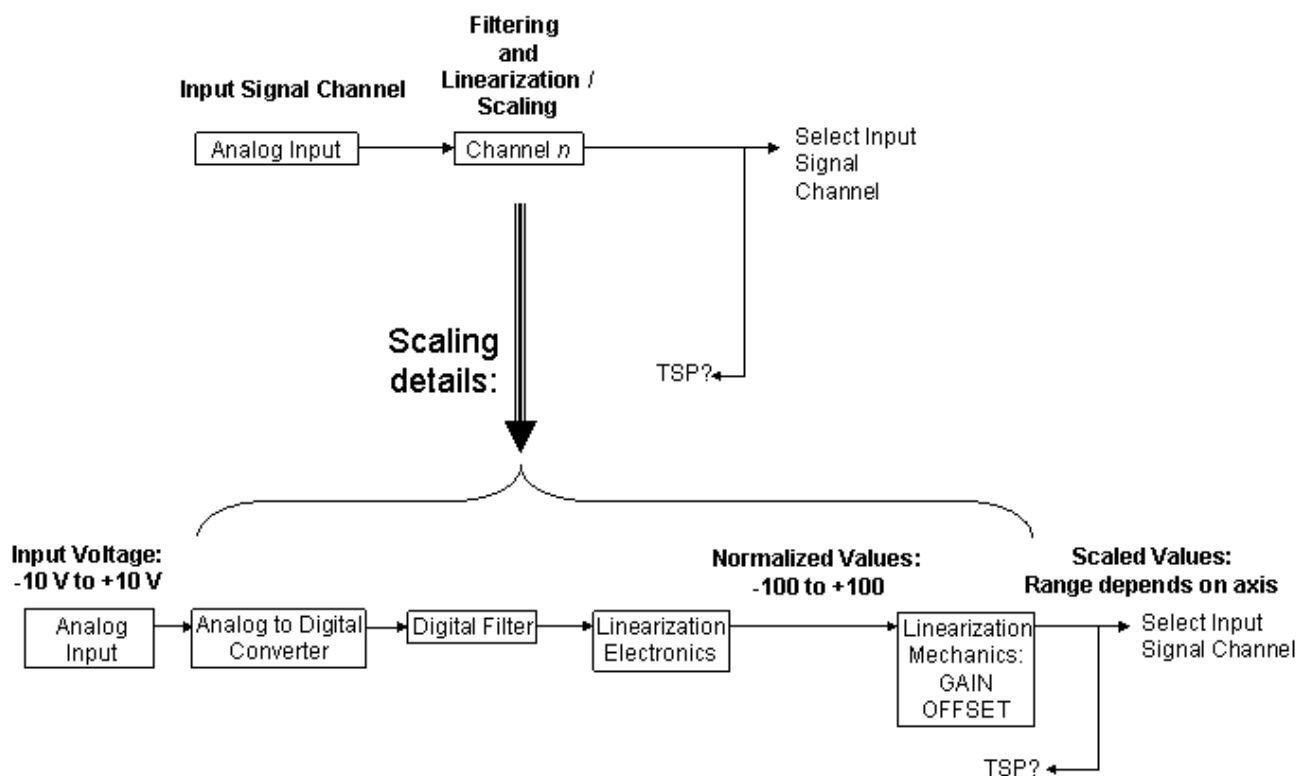 Filtering
and
Linearization /
Scaling
Input Signal Channel
Analog Input
Channel n
Select Input
Signal
Channel
TSP?
Scaling
details:
Input Voltage:
-10 V to +10 V
Normalized Values:
-100 to +100
Scaled Values:
Range depends on axis
Analog
Input
Analog to Digital
Converter
Digital Filter
Linearization
Electronics
Linearization
Mechanics:
GAIN
OFFSET
Select Input
Signal Channel
TSP?